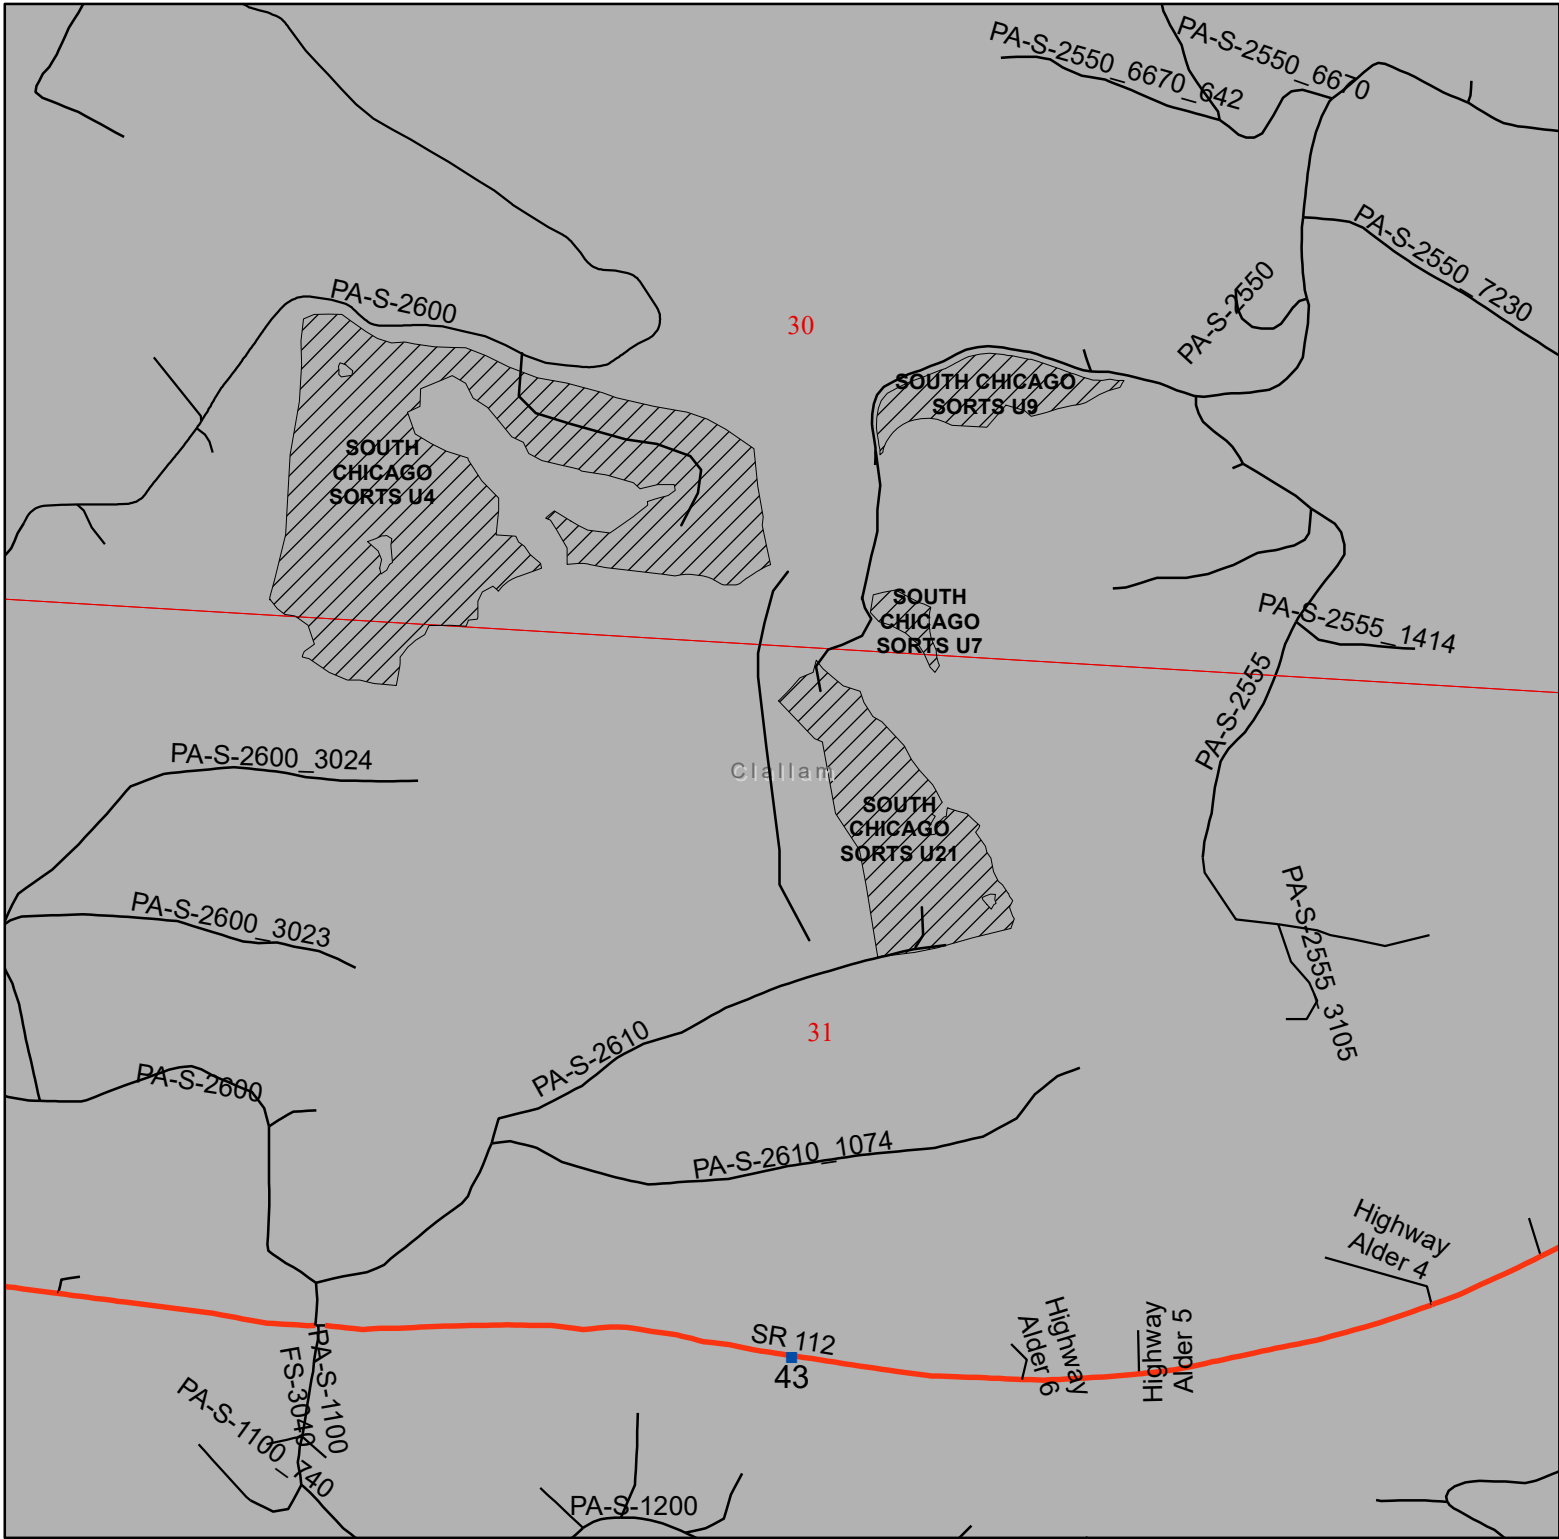 PA-S-2550_6670_642
PA-S-2550_6670
PA-S-2550_7230
PA-S-2550
PA-S-2600
30
SOUTH CHICAGO
SORTS U9
SOUTH
CHICAGO
SORTS U4
SOUTH
CHICAGO
SORTS U7
PA-S-2555_1414
PA-S-2555
PA-S-2600_3024
Clallam
SOUTH
CHICAGO
SORTS U21
PA-S-2600_3023
PA-S-2555_3105
31
PA-S-2610
PA-S-2600
PA-S-2610_1074
Highway
Alder 4
SR 112
43
Highway
Alder 6
Highway
Alder 5
PA-S-1100
FS-3040
PA-S-1100_740
PA-S-1200